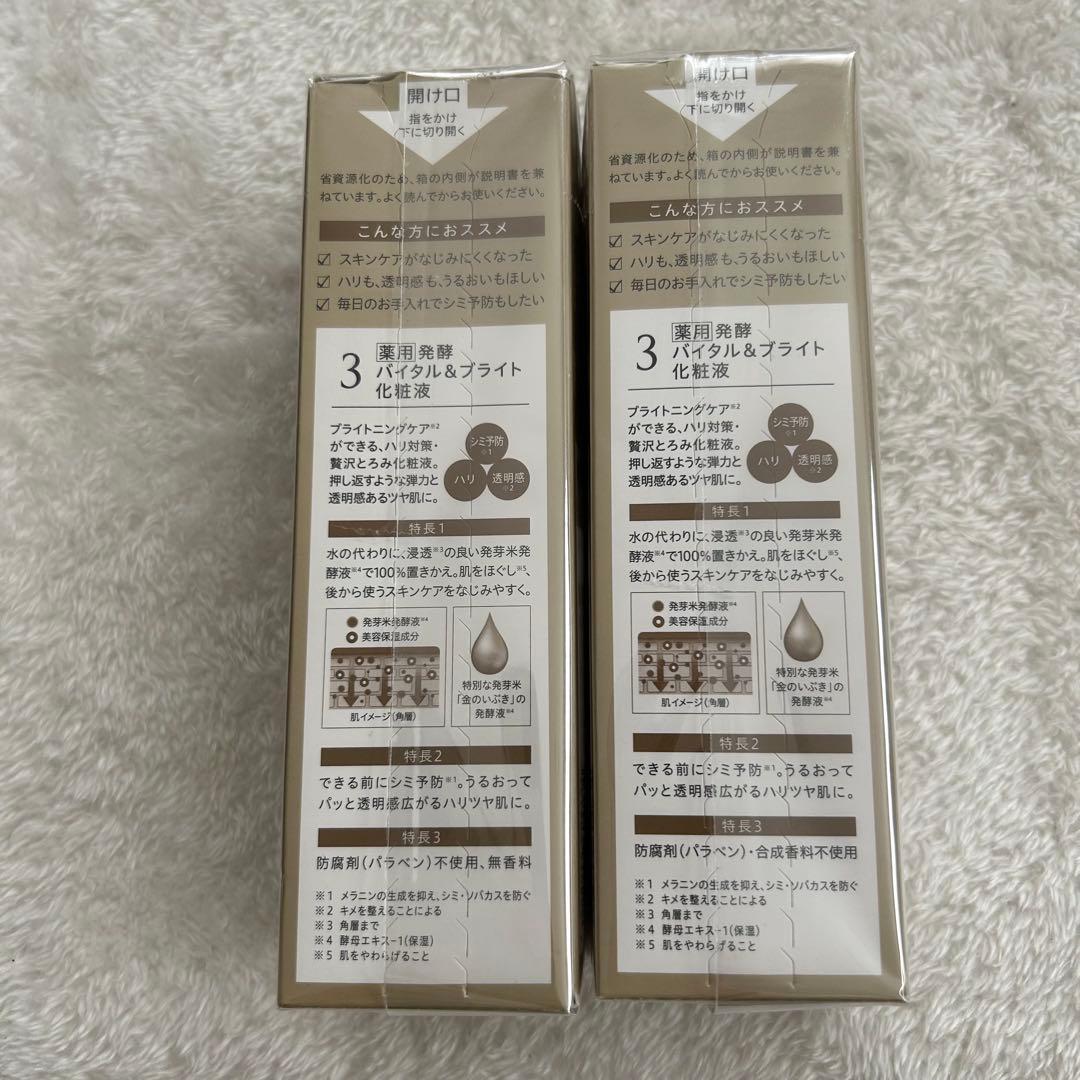 開け口
指をかけ
下に切り開く
省資源化のため、箱の内側が説明書を兼
ねています。よく読んでからお使いください。
こんな方におススメ
スキンケアがなじみにくくなった
ハリも、透明感も、うるおいもほしい
毎日のお手入れでシミ予防もしたい
3
薬用 発酵
バイタル&ブライト
化粧液
ブライトニングケア※2
ができる、ハリ対策・
贅沢とろみ化粧液。
押し返すような弾力と
透明感あるツヤ肌に。
シミ予防
※1
ハリ
透明感
※2
特長1
水の代わりに、浸透※3の良い発芽米発
酵液※4で100%置きかえ。肌をほぐし※5、
後から使うスキンケアをなじみやすく。
発芽米発酵液※4
美容保湿成分
肌イメージ(角層)
特別な発芽米
「金のいぶき」の
発酵液※4
特長2
できる前にシミ予防※1。うるおって
パッと透明感広がるハリツヤ肌に。
特長3
防腐剤(パラベン)不使用、無香料
※1 メラニンの生成を抑え、シミ・ソバカスを防ぐ
※2 キメを整えることによる
※3 角層まで
※4 酵母エキス-1(保湿)
※5 肌をやわらげること
開け口
指をかけ
下に切り開く
省資源化のため、箱の内側が説明書を兼
ねています。よく読んでからお使いください。
こんな方におススメ
スキンケアがなじみにくくなった
ハリも、透明感も、うるおいもほしい
毎日のお手入れでシミ予防もしたい
3
薬用 発酵
バイタル&ブライト
化粧液
ブライトニングケア※2
ができる、ハリ対策・
贅沢とろみ化粧液。
押し返すような弾力と
透明感あるツヤ肌に。
シミ予防
※1
ハリ
透明感
※2
特長1
水の代わりに、浸透※3の良い発芽米発
酵液※4で100%置きかえ。肌をほぐし※5、
後から使うスキンケアをなじみやすく。
発芽米発酵液※4
美容保湿成分
肌イメージ(角層)
特別な発芽米
「金のいぶき」の
発酵液※4
特長2
できる前にシミ予防※1。うるおって
パッと透明感広がるハリツヤ肌に。
特長3
防腐剤(パラベン)・合成香料不使用
※1 メラニンの生成を抑え、シミ・ソバカスを防ぐ
※2 キメを整えることによる
※3 角層まで
※4 酵母エキス-1(保湿)
※5 肌をやわらげること